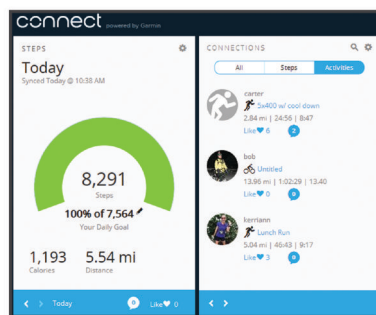 connect powered by Garmin
STEPS
Today
Synced Today @ 10:33 AM
8,291
Steps
100% of 7,564
Your Daily Goal
1,193
Calories
5.54 mi
Distance
Today
0
Like 0
CONNECTIONS
All
Steps
Activities
carter
5x400 w/ cool down
2.84 mi | 24:56 | 8:47
Like 6
2
bob
Untitled
13.96 mi | 1:02:29 | 13.40
Like 0
0
kerriann
Lunch Run
5.04 mi | 46:43 | 9:17
Like 3
0